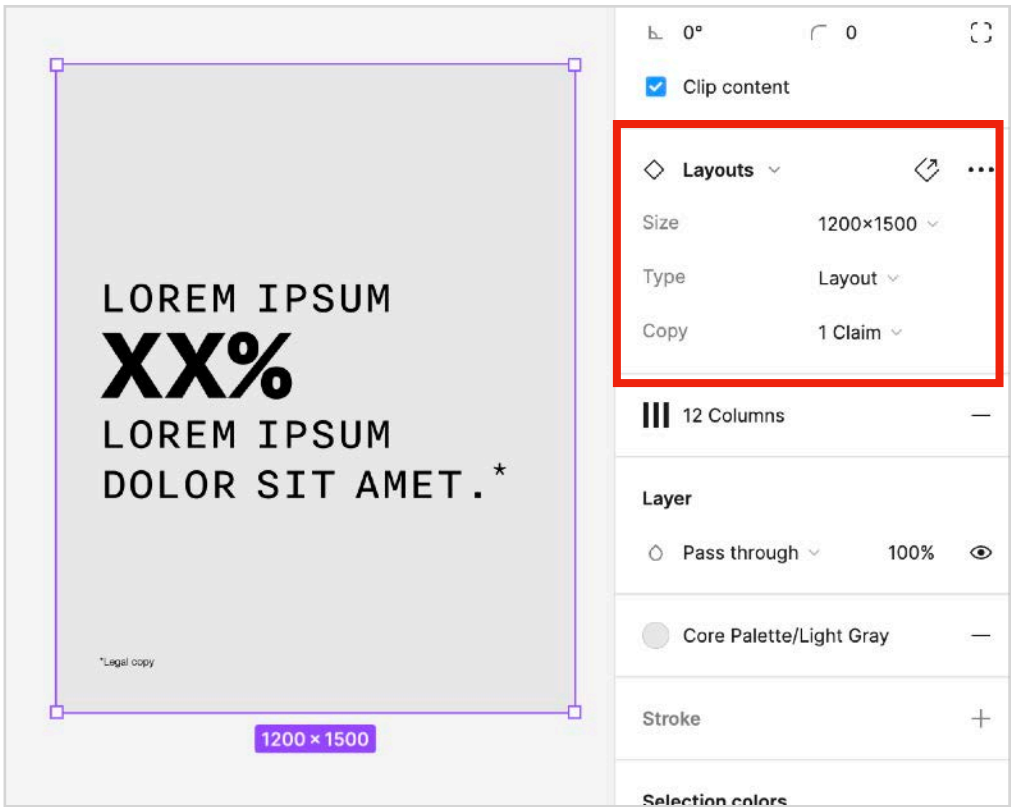 LOREM IPSUM
XX%
LOREM IPSUM
DOLOR SIT AMET.*
*Legal copy
1200 × 1500
0° 0
Clip content
Layouts
Size 1200×1500
Type Layout
Copy 1 Claim
12 Columns
Layer
Pass through 100%
Core Palette/Light Gray
Stroke
Selection colors